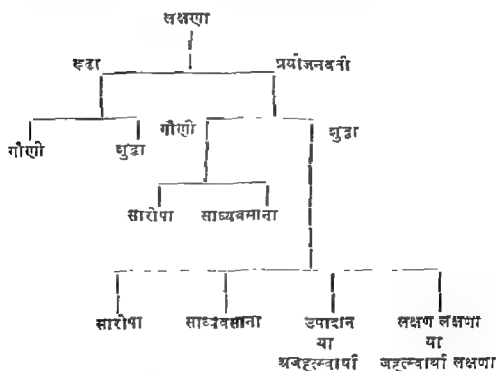 लक्षणा
रूढा प्रयोजनवती
गौणी शुद्धा गौणी शुद्धा
सारोपा साध्यवसाना
सारोपा साध्यवसाना उपादान लक्षण लक्षणा
या या
अजहत्स्वार्था जहत्स्वार्था लक्षणा